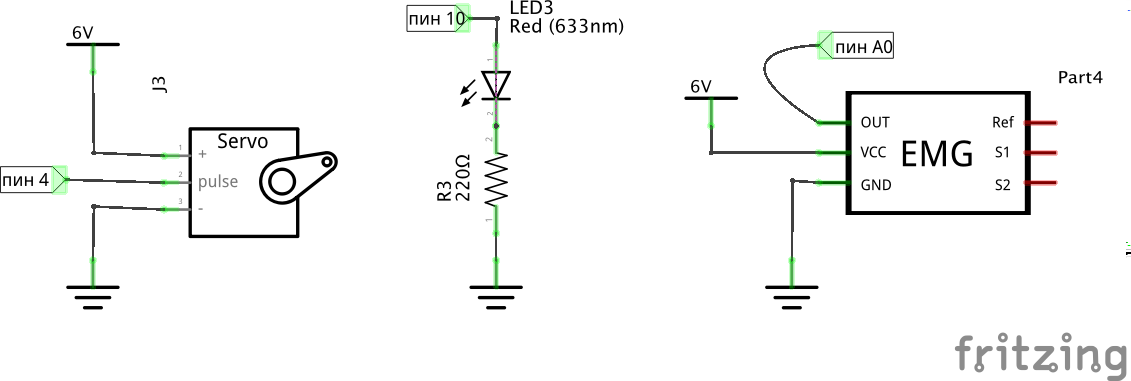 6V
J3
Servo
пин 4
1
+
2
pulse
3
-
пин 10
LED3
Red (633nm)
1
2
2
R3
220Ω
1
пин A0
Part4
6V
OUT
VCC
GND
EMG
Ref
S1
S2
fritzing